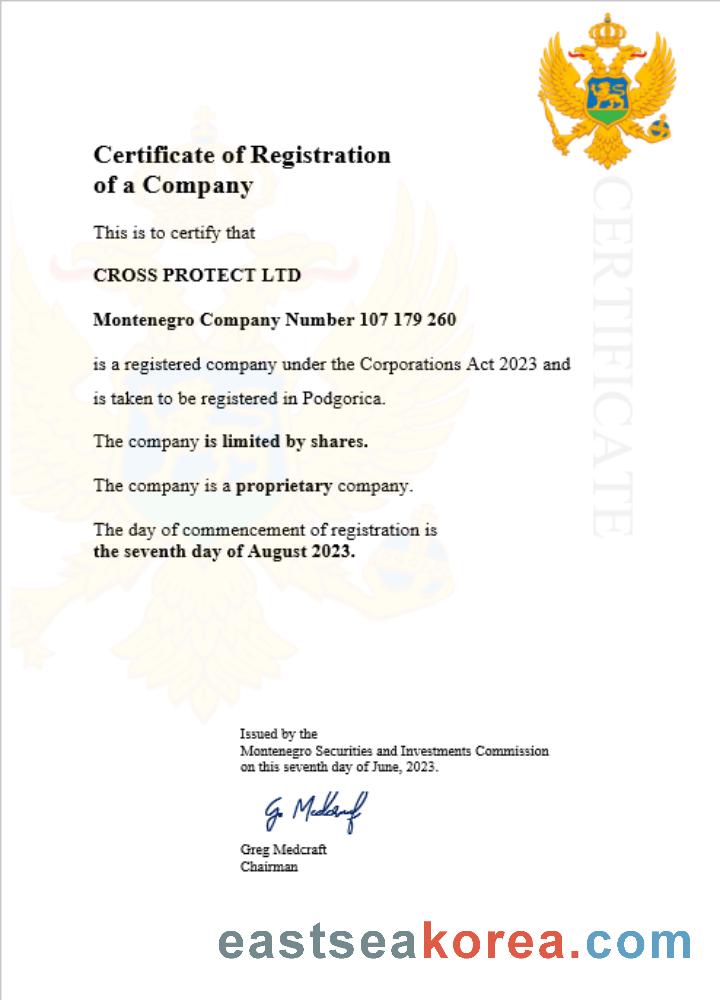 Certificate of Registration
of a Company
This is to certify that
CROSS PROTECT LTD
Montenegro Company Number 107 179 260
is a registered company under the Corporations Act 2023 and
is taken to be registered in Podgorica.
The company is limited by shares.
The company is a proprietary company.
The day of commencement of registration is
the seventh day of August 2023.
CERTIFICATE
Issued by the
Montenegro Securities and Investments Commission
on this seventh day of June, 2023.
G. Medcraft
Greg Medcraft
Chairman
eastseakorea.com